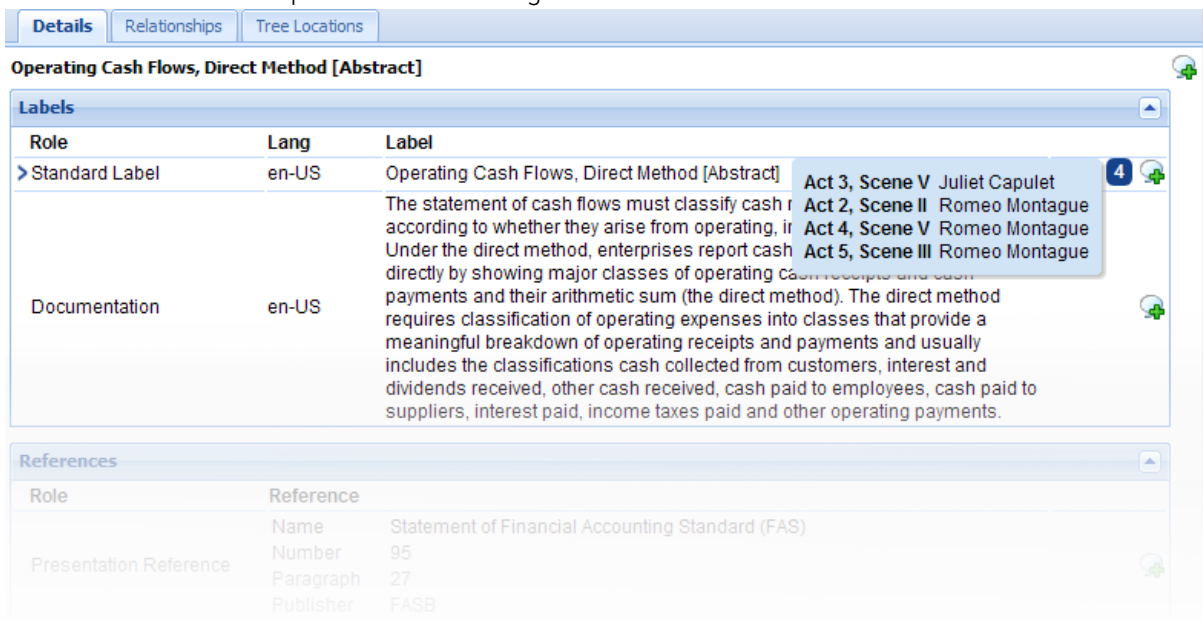 Details Relationships Tree Locations
Operating Cash Flows, Direct Method [Abstract]
Labels
Role Lang Label
Standard Label en-US Operating Cash Flows, Direct Method [Abstract] 4
Act 3, Scene V Juliet Capulet
Act 2, Scene II Romeo Montague
Act 4, Scene V Romeo Montague
Act 5, Scene III Romeo Montague
Documentation en-US
The statement of cash flows must classify cash
according to whether they arise from operating,
Under the direct method, enterprises report cash
directly by showing major classes of operating cash receipts and cash
payments and their arithmetic sum (the direct method). The direct method
requires classification of operating expenses into classes that provide a
meaningful breakdown of operating receipts and payments and usually
includes the classifications cash collected from customers, interest and
dividends received, other cash received, cash paid to employees, cash paid to
suppliers, interest paid, income taxes paid and other operating payments.
References
Role Reference
Presentation Reference
Name Statement of Financial Accounting Standard (FAS)
Number 95
Paragraph 27
Publisher FASB